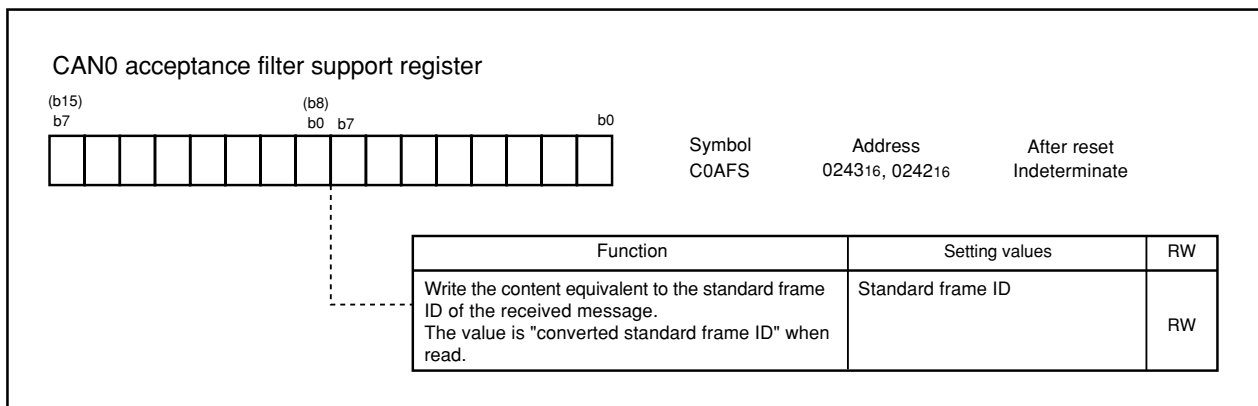 CAN0 acceptance filter support register
(b15) (b8)
b7 b0 b7 b0
Symbol Address After reset
C0AFS 024316, 024216 Indeterminate
Function Setting values RW
Write the content equivalent to the standard frame Standard frame ID
ID of the received message.
The value is "converted standard frame ID" when RW
read.